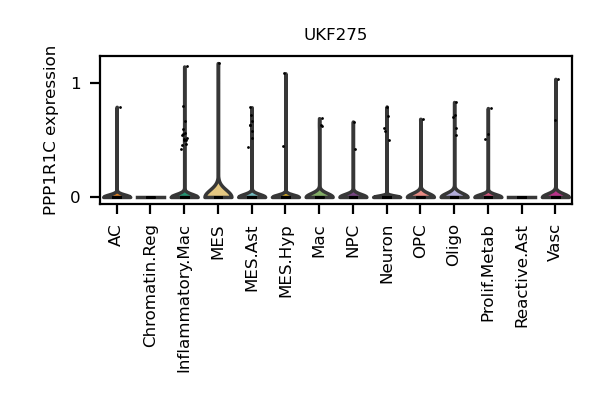 UKF275
PPP1R1C expression
1
0
AC
Chromatin.Reg
Inflammatory.Mac
MES
MES.Ast
MES.Hyp
Mac
NPC
Neuron
OPC
Oligo
Prolif.Metab
Reactive.Ast
Vasc